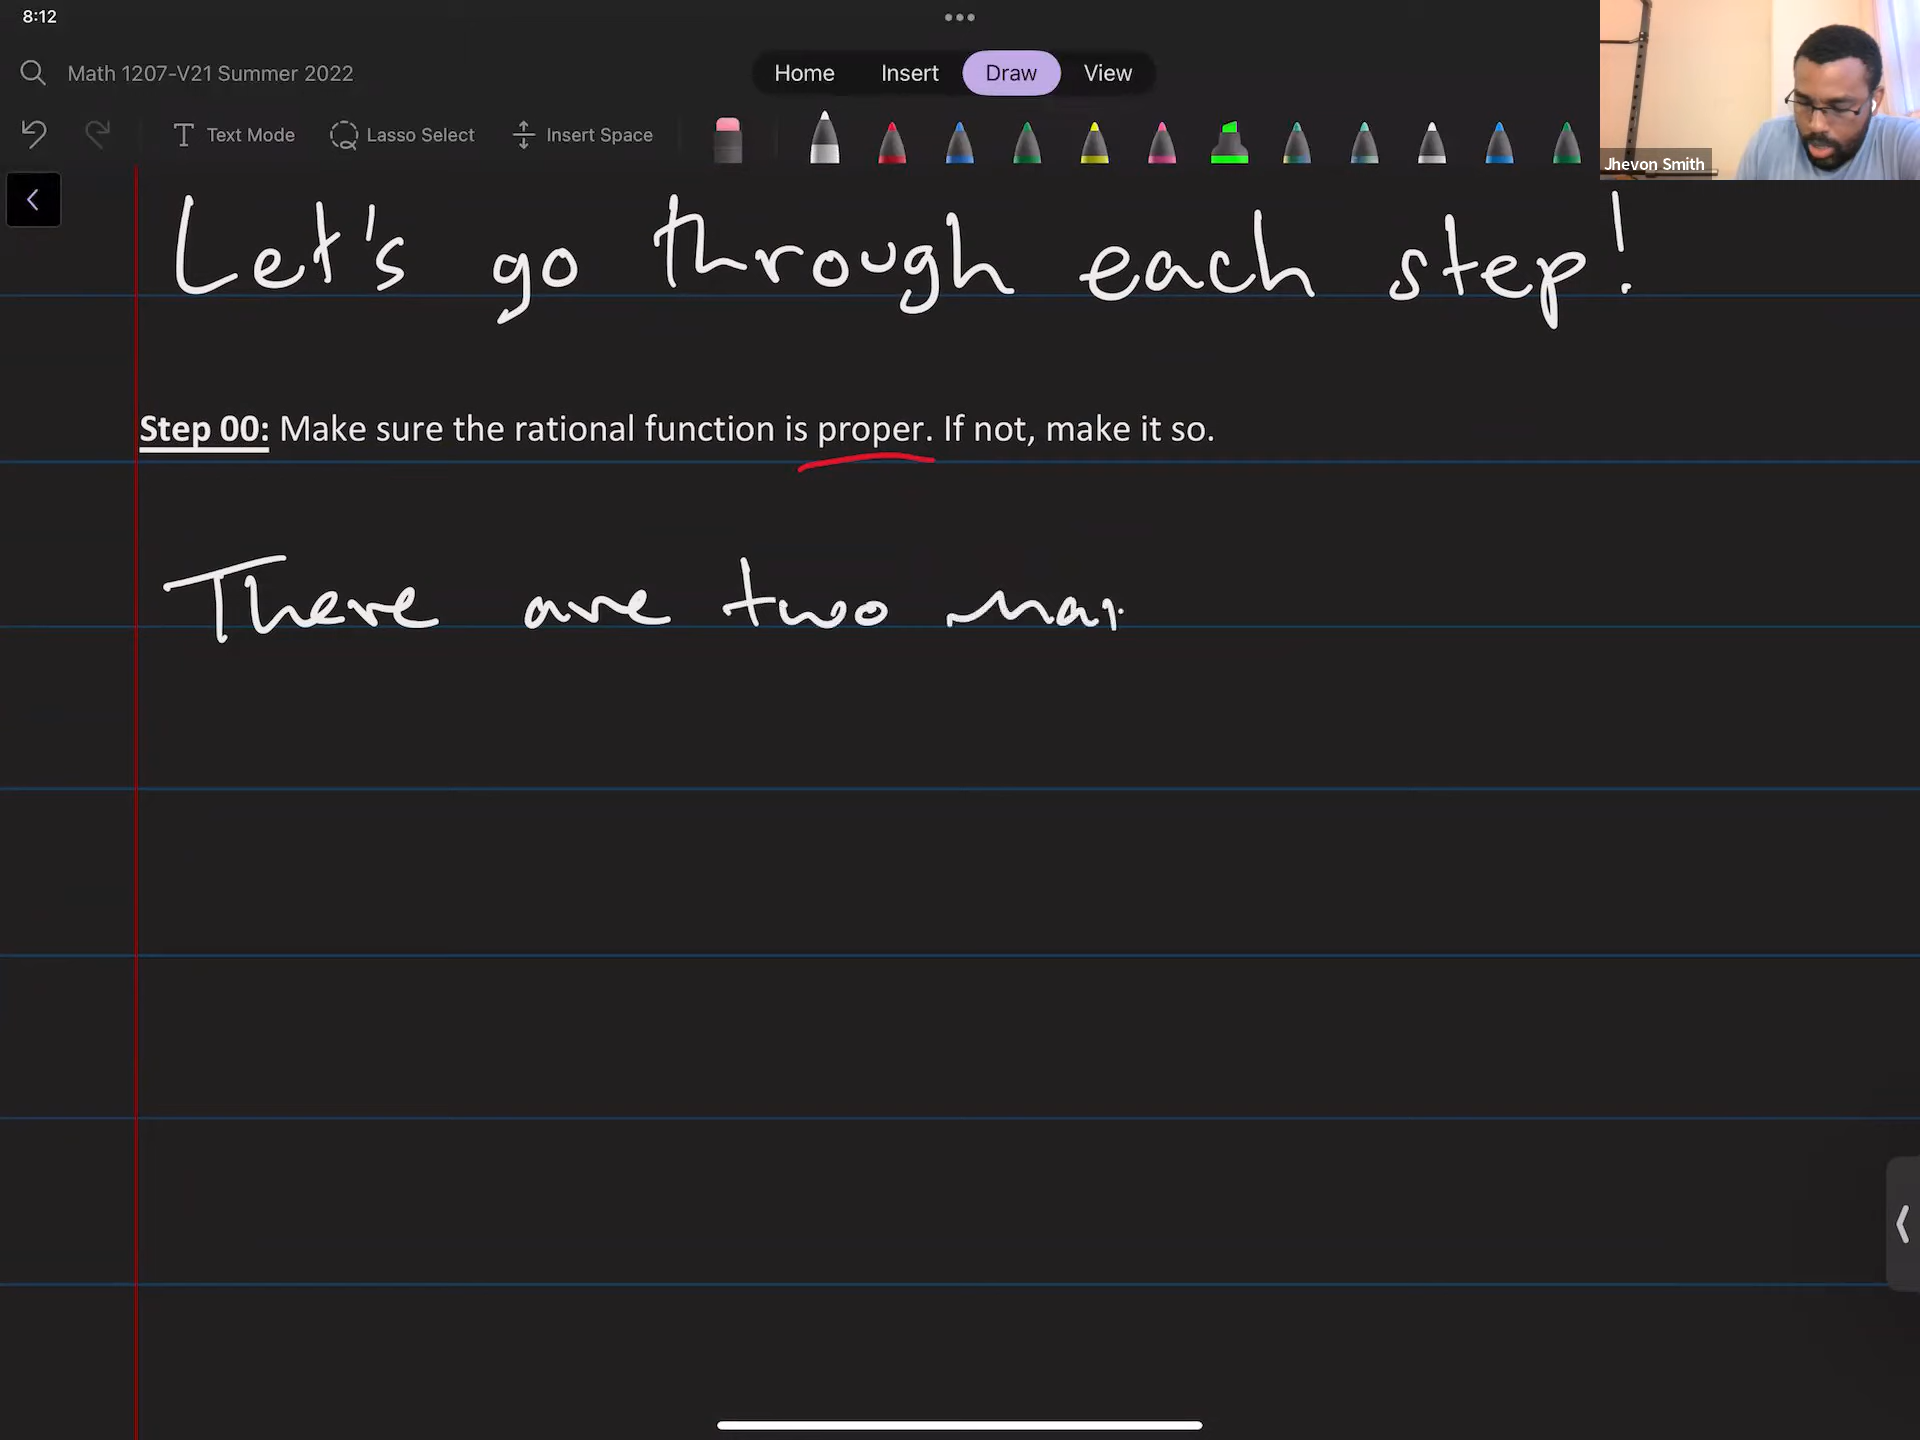 8:12
Math 1207-V21 Summer 2022
Home Insert Draw View
Text Mode Lasso Select Insert Space
Jhevon Smith
Let's go through each step!
Step 00: Make sure the rational function is proper. If not, make it so.
There are two mai